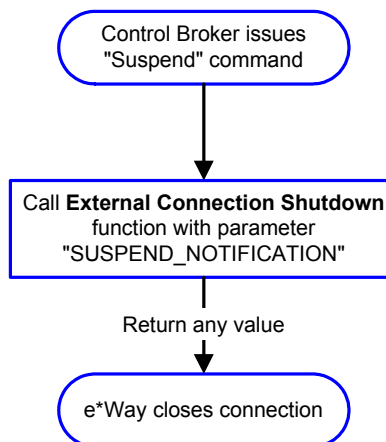 Control Broker issues
"Suspend" command
Call External Connection Shutdown
function with parameter
"SUSPEND_NOTIFICATION"
Return any value
e*Way closes connection